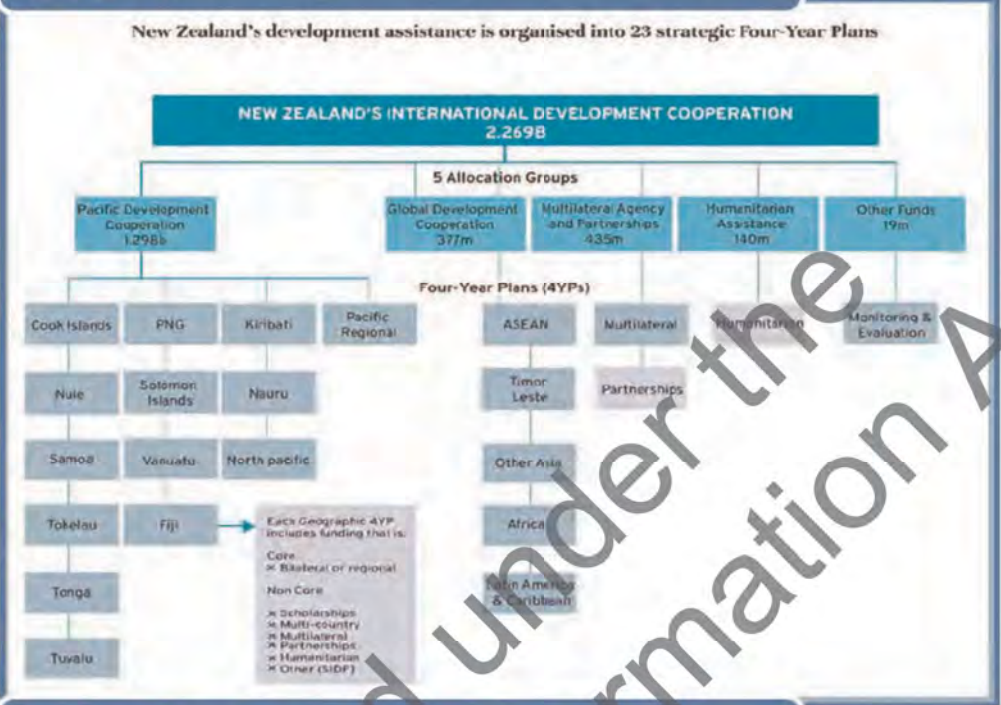 New Zealand's development assistance is organised into 23 strategic Four-Year Plans
NEW ZEALAND'S INTERNATIONAL DEVELOPMENT COOPERATION
2.269B
5 Allocation Groups
Pacific Development
Cooperation
1.298b
Global Development
Cooperation
377m
Multilateral Agency
and Partnerships
435m
Humanitarian
Assistance
140m
Other Funds
19m
Four-Year Plans (4YPs)
Cook Islands
PNG
Kiribati
Pacific
Regional
ASEAN
Multilateral
Humanitarian
Monitoring &
Evaluation
Niue
Solomon
Islands
Nauru
Timor
Leste
Partnerships
Samoa
Vanuatu
North pacific
Other Asia
Tokelau
Fiji
Each Geographic 4YP
includes funding that is:
Core
× Bilateral or regional
Non Core
× Scholarships
× Multi-country
× Multilateral
× Partnerships
× Humanitarian
× Other (SIDF)
Africa
Tonga
Latin America
& Caribbean
Tuvalu
under the
rmation A